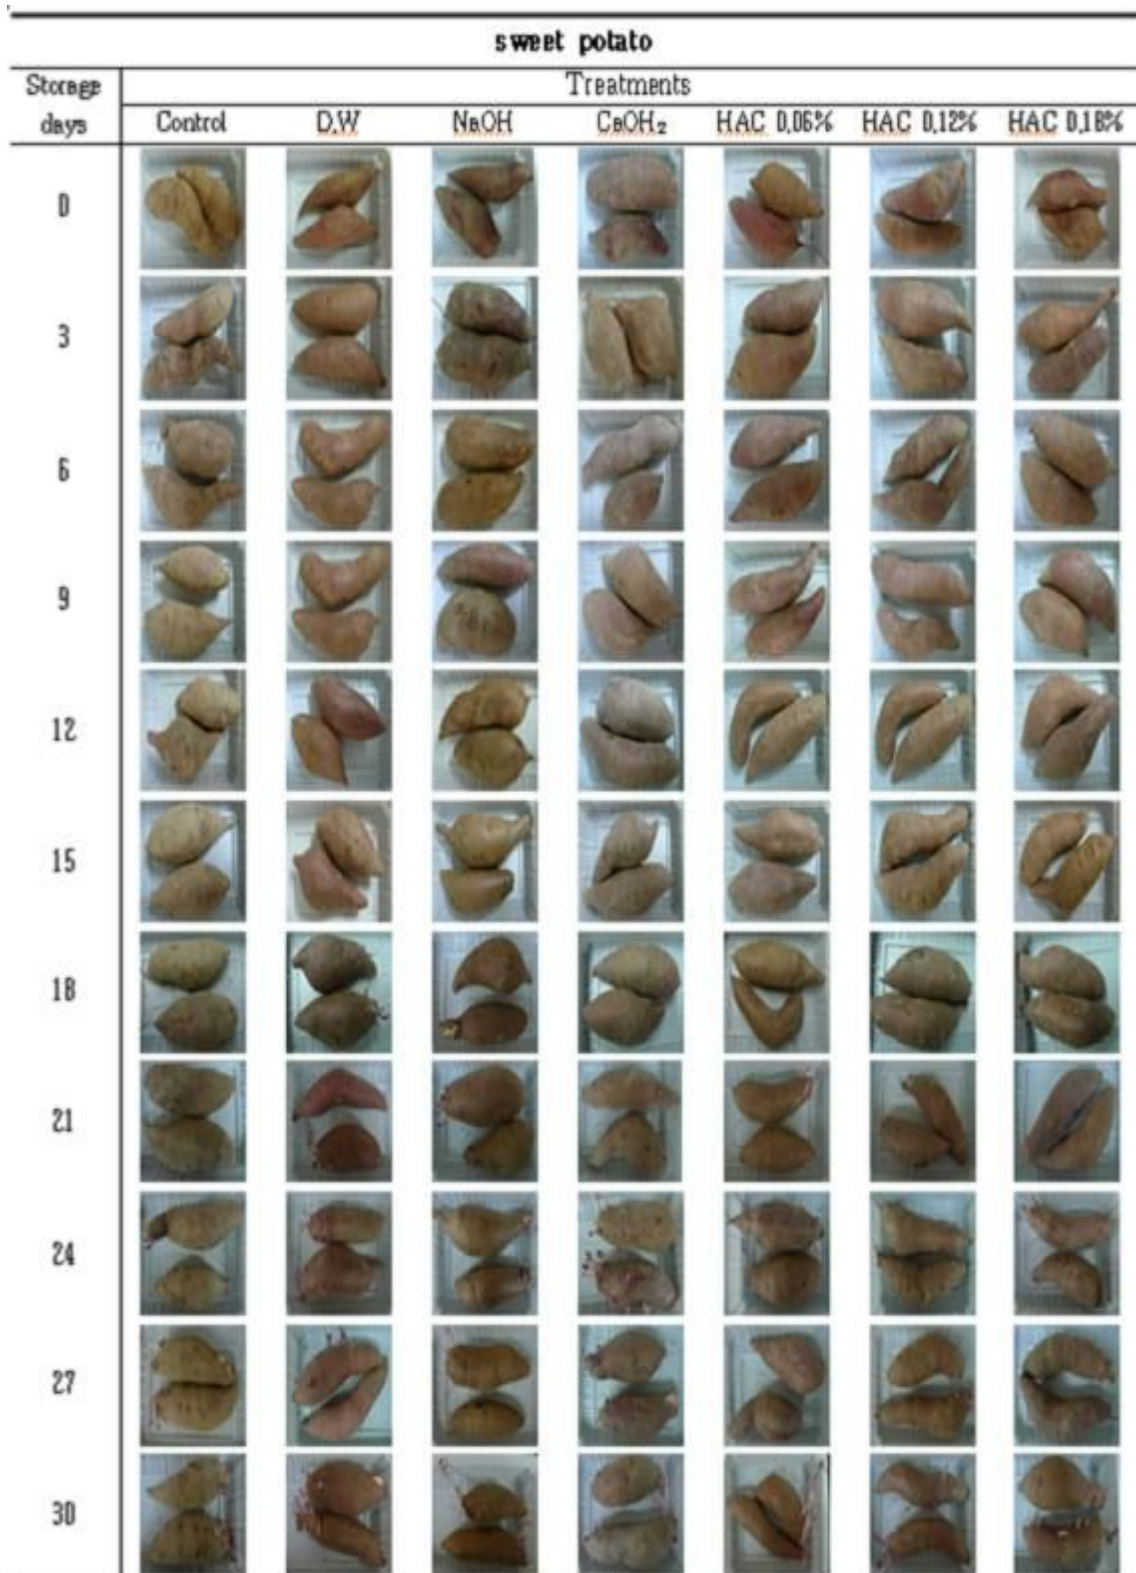 sweet potato
Storage days
Treatments
Control D.W NaOH CaOH₂ HAC 0.06% HAC 0.12% HAC 0.18%
0
3
6
9
12
15
18
21
24
27
30